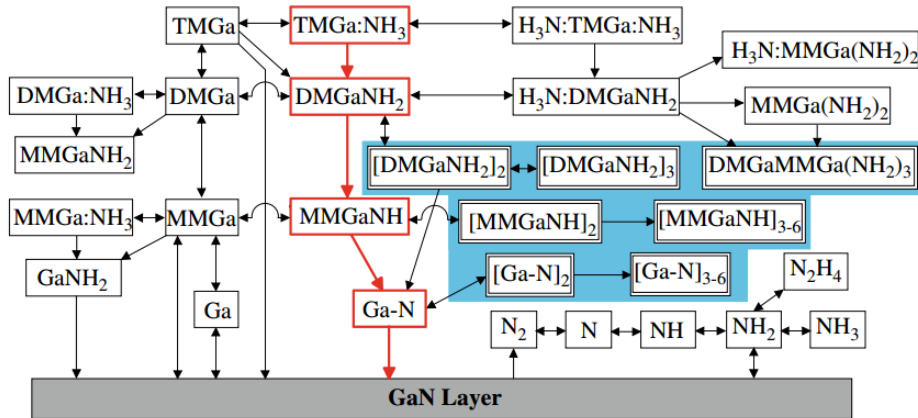 TMGa
TMGa:NH₃
H₃N:TMGa:NH₃
H₃N:MMGa(NH₂)₂
DMGa:NH₃
DMGa
DMGaNH₂
H₃N:DMGaNH₂
MMGa(NH₂)₂
MMGaNH₂
[DMGaNH₂]₂
[DMGaNH₂]₃
DMGaMMGa(NH₂)₃
MMGa:NH₃
MMGa
MMGaNH
[MMGaNH]₂
[MMGaNH]₃₋₆
GaNH₂
[Ga-N]₂
[Ga-N]₃₋₆
N₂H₄
Ga
Ga-N
N₂
N
NH
NH₂
NH₃
GaN Layer